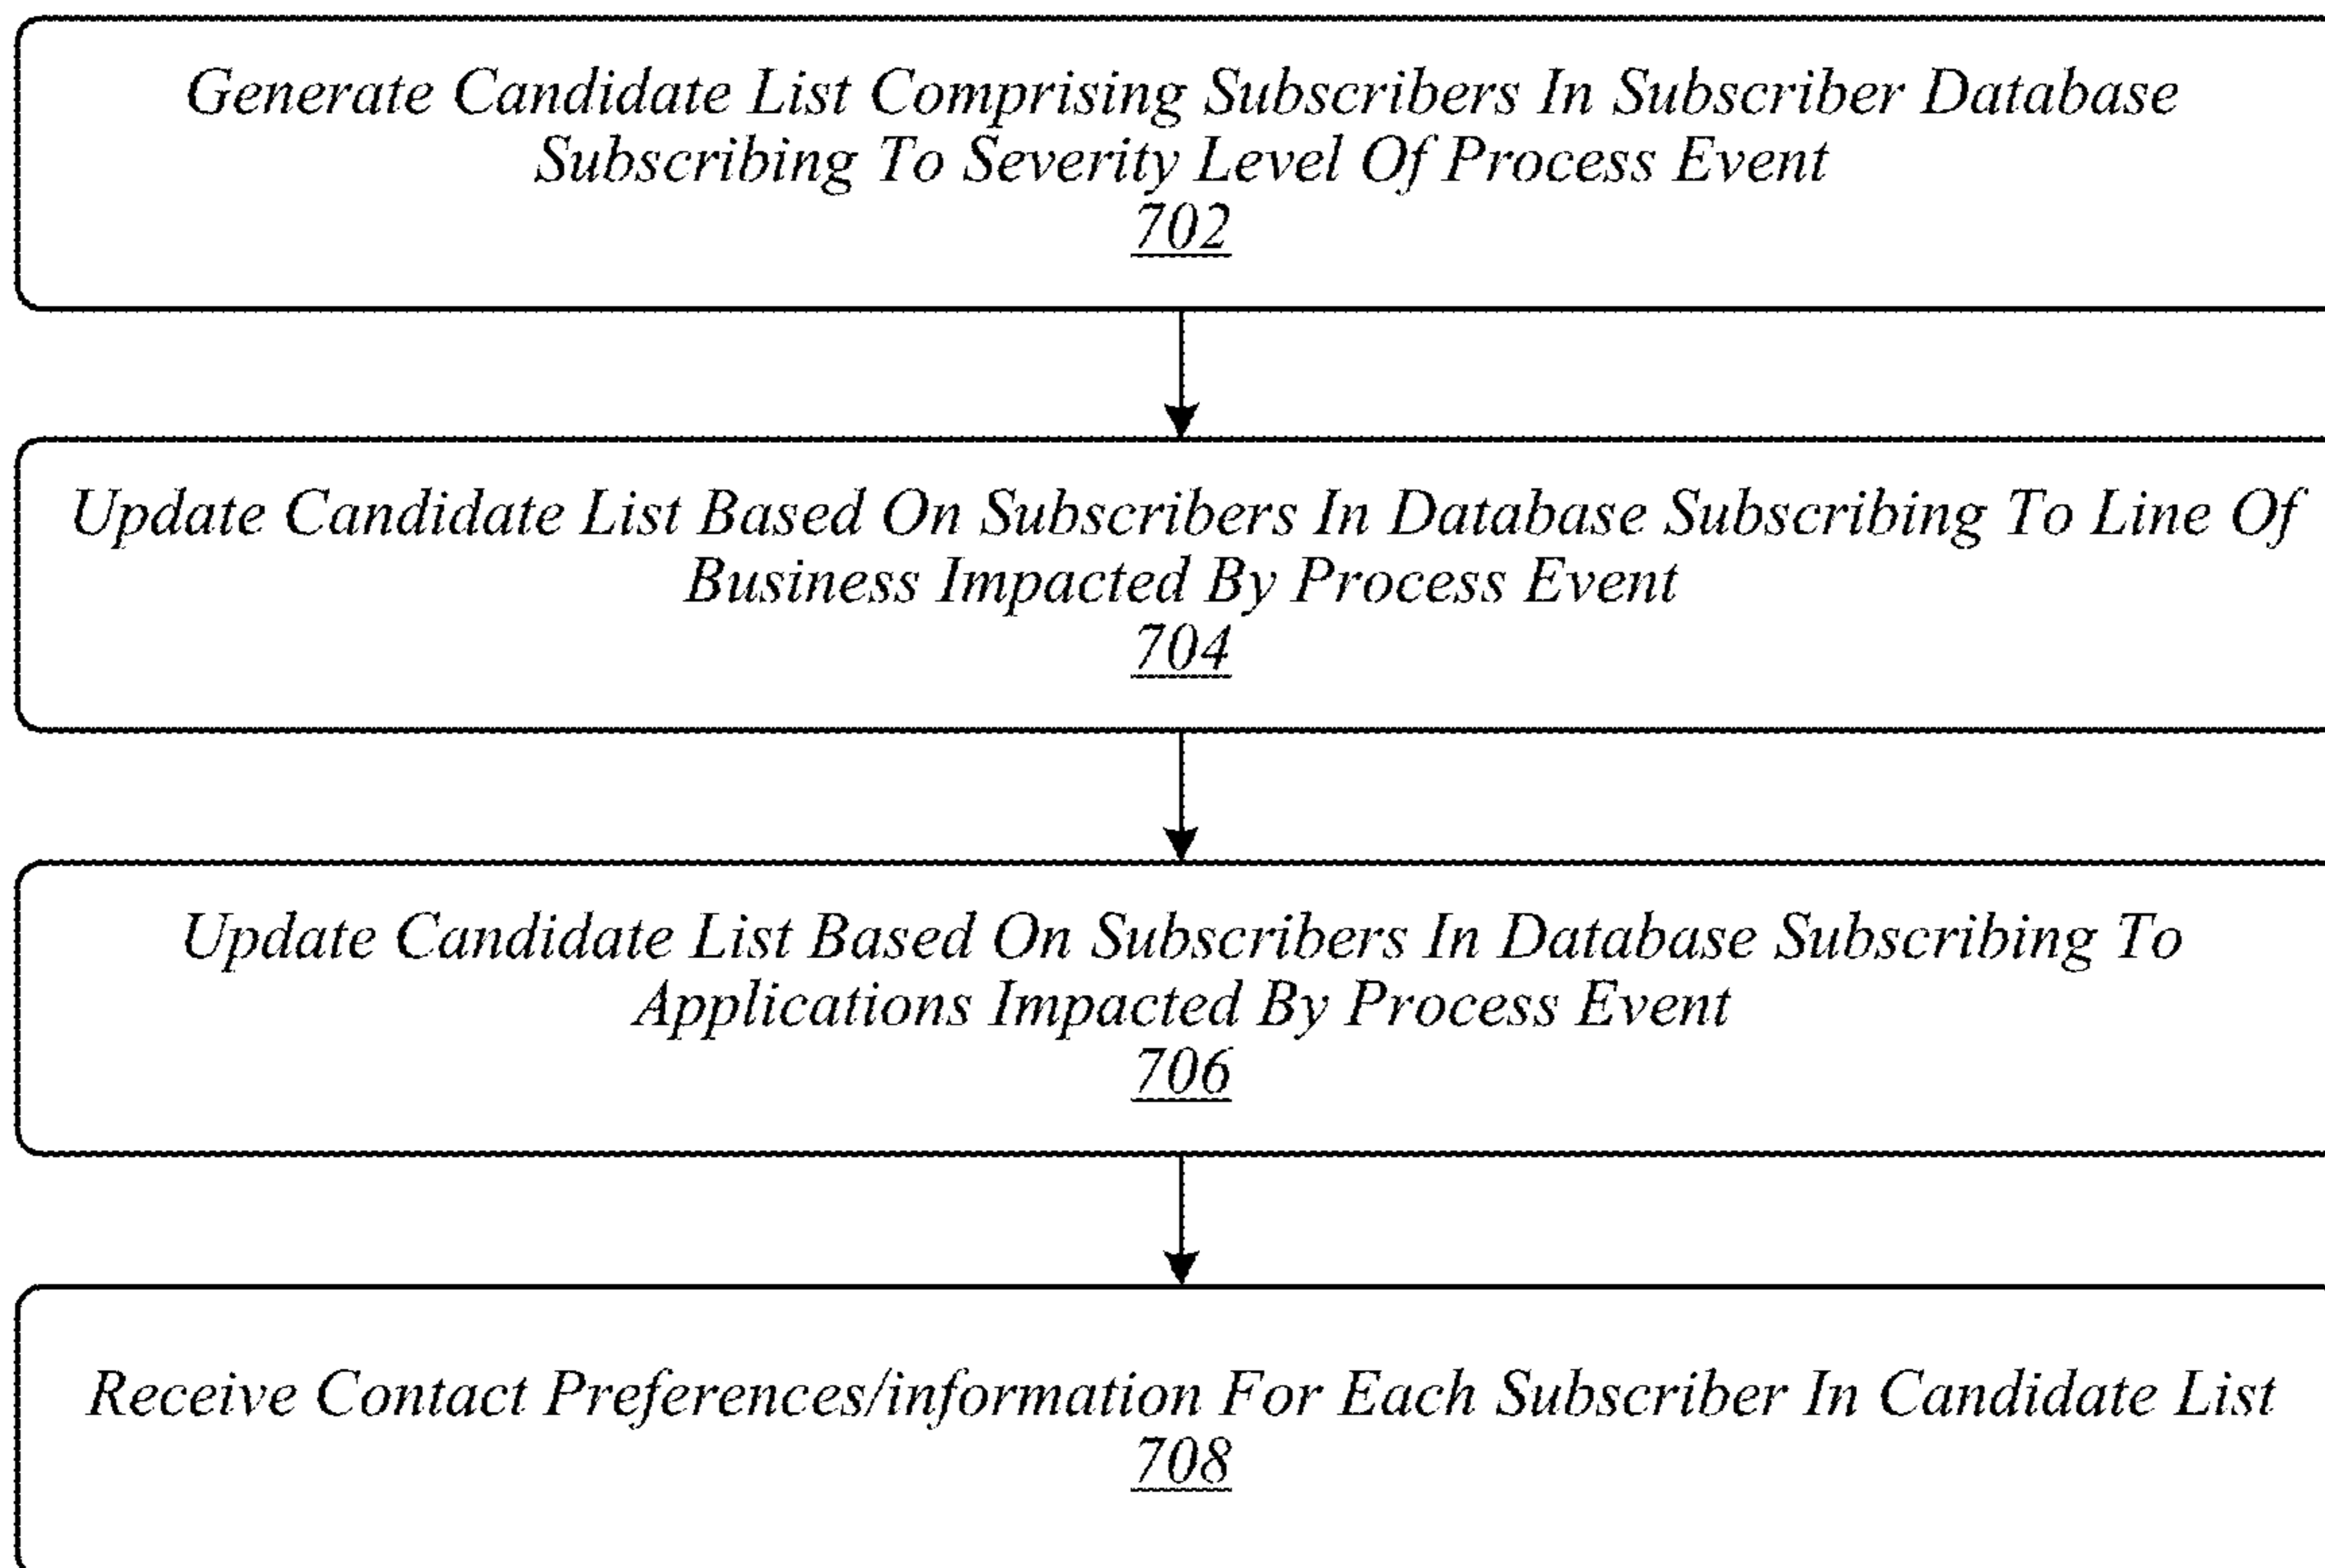 Generate Candidate List Comprising Subscribers In Subscriber Database
Subscribing To Severity Level Of Process Event
702
Update Candidate List Based On Subscribers In Database Subscribing To Line Of
Business Impacted By Process Event
704
Update Candidate List Based On Subscribers In Database Subscribing To
Applications Impacted By Process Event
706
Receive Contact Preferences/information For Each Subscriber In Candidate List
708